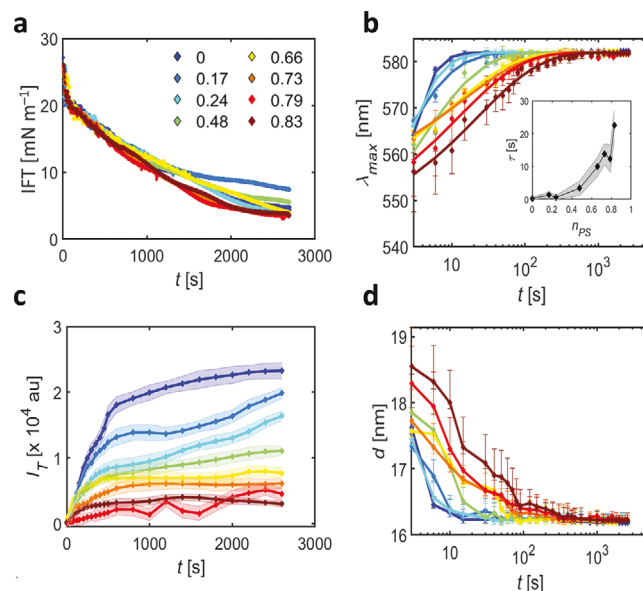 a
30
20
10
0
IFT [mN m⁻¹]
0 1000 2000 3000
t [s]
0 0.66
0.17 0.73
0.24 0.79
0.48 0.83
b
580
570
560
550
540
λmax [nm]
10 10² 10³
t [s]
30
20
10
0
τ [s]
0 0.2 0.4 0.6 0.8 1
nPS
c
3
2
1
0
IT [x 10⁴ au]
0 1000 2000 3000
t [s]
d
19
18
17
16
d [nm]
10 10² 10³
t [s]